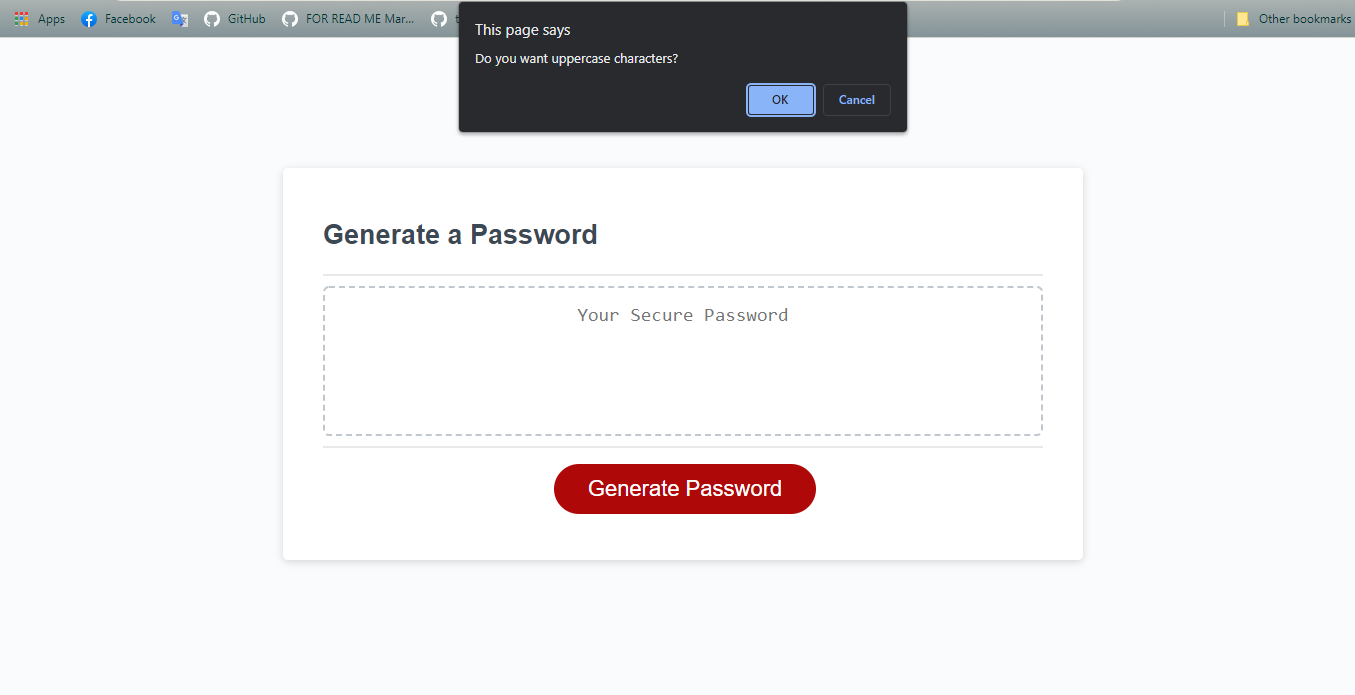 Apps Facebook GitHub FOR READ ME Mar... Other bookmarks
This page says
Do you want uppercase characters?
OK Cancel
Generate a Password
Your Secure Password
Generate Password